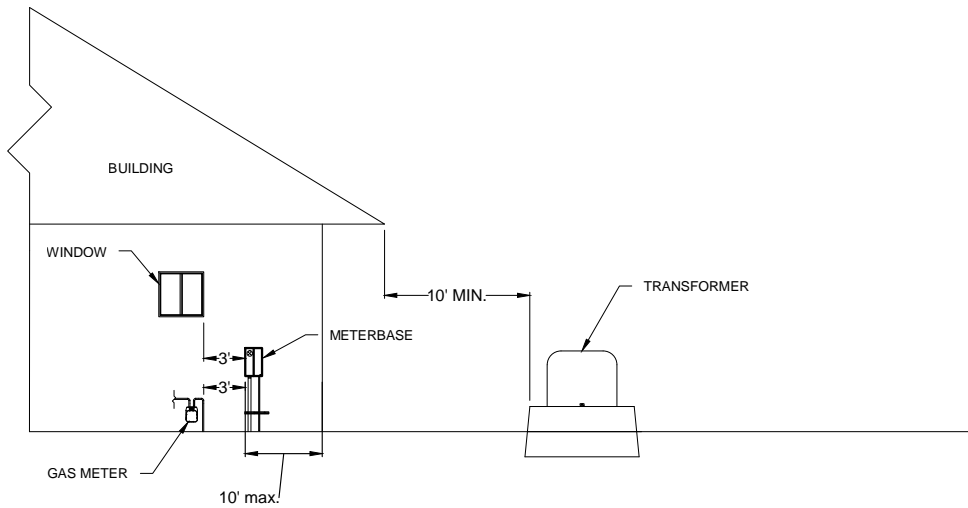 BUILDING
WINDOW
10' MIN.
TRANSFORMER
METERBASE
3'
3'
GAS METER
10' max.